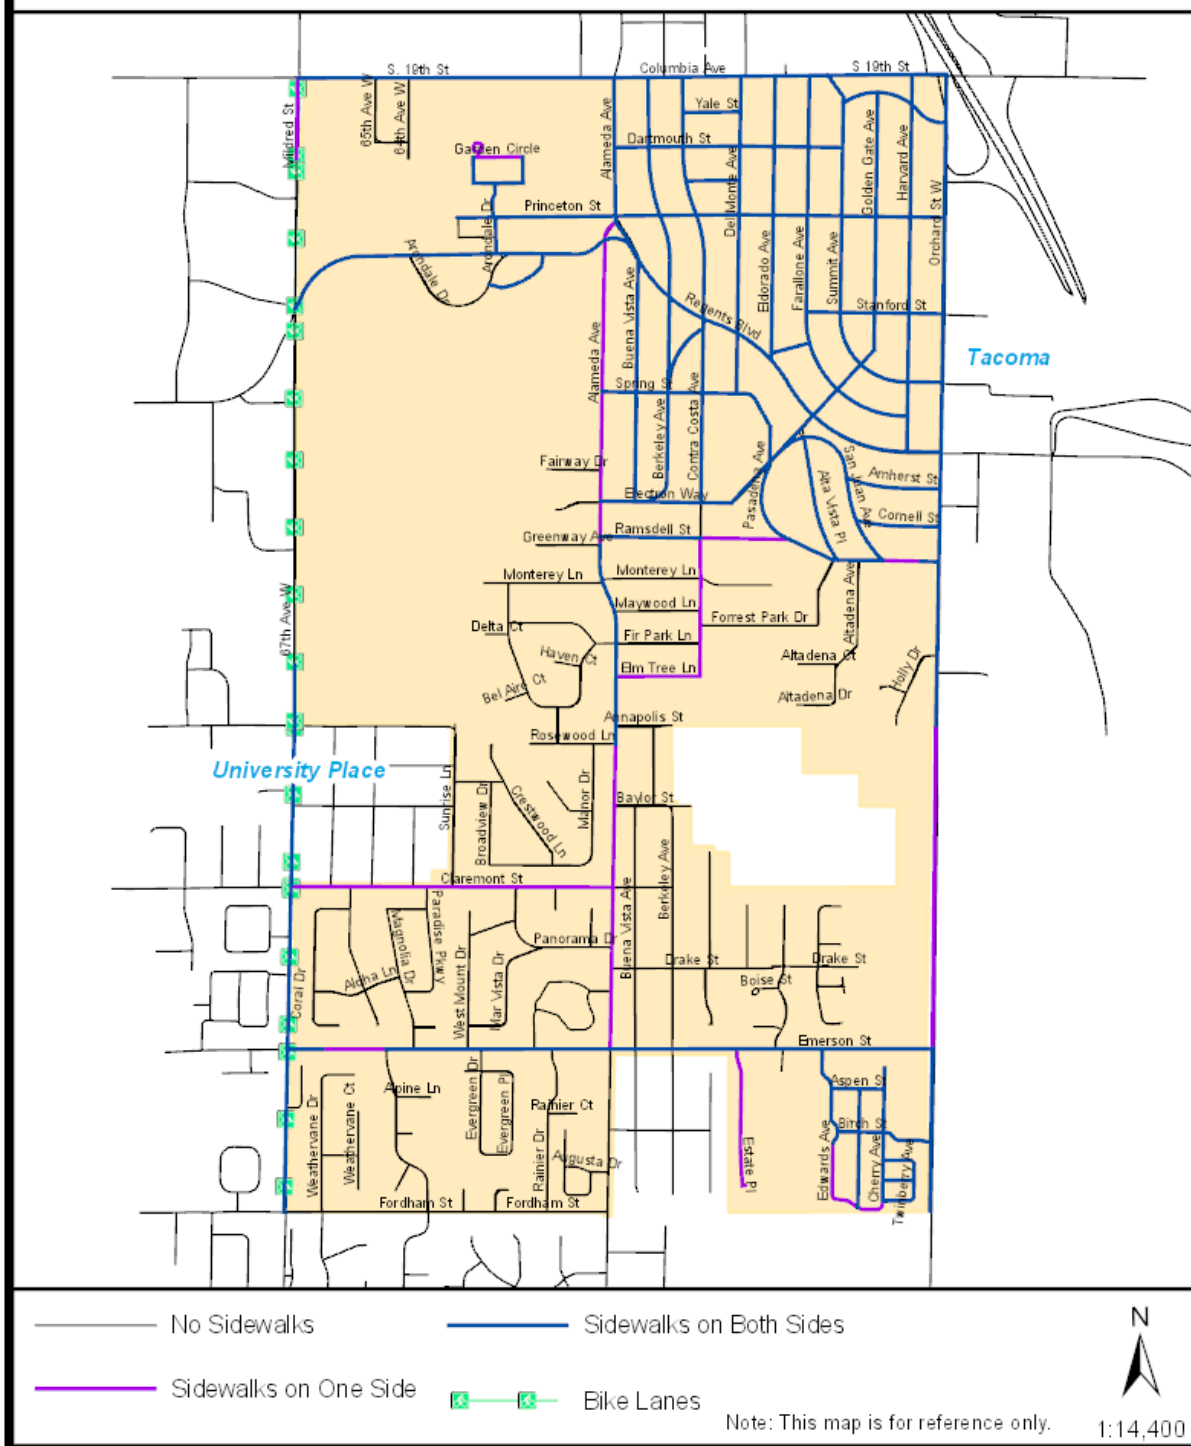 S. 19th St
Columbia Ave
S 19th St
Mildred St
65th Ave W
64th Ave W
Alameda Ave
Yale St
Dartmouth St
Garden Circle
Del Monte Ave
Golden Gate Ave
Harvard Ave
Princeton St
Arondale Dr
Arondale Dr
Orchard St W
Eldorado Ave
Farallone Ave
Summit Ave
Buena Vista Ave
Regents Blvd
Stanford St
Tacoma
Alameda Ave
Spring St
Berkeley Ave
Contra Costa Ave
Pasadena Ave
Alta Vista Pl
San Juan Ave
Amherst St
Fairway Dr
Electron Way
Cornell St
Ramsdell St
Greenway Ave
Monterey Ln
Monterey Ln
67th Ave W
Maywood Ln
Forrest Park Dr
Altadena Ave
Delta Ct
Fir Park Ln
Haven Ct
Elm Tree Ln
Altadena Ct
Holly Dr
Bel Aire Ct
Altadena Dr
Annapolis St
Rosewood Ln
University Place
Sunrise Ln
Broadview Dr
Crestwood Ln
Manor Dr
Baylor St
Berkeley Ave
Claremont St
Buena Vista Ave
Magnolia Dr
Paradise Pkwy
West Mount Dr
Mar Vista Dr
Panorama Dr
Drake St
Drake St
Aloha Ln
Boise St
Coral Dr
Emerson St
Weathervane Dr
Weathervane Ct
Alpine Ln
Evergreen Dr
Evergreen Pl
Rainier Ct
Rainier Dr
Augusta Dr
Estate Pl
Aspen St
Birch St
Edwards Ave
Cherry Ave
Twinberry Ave
Fordham St
Fordham St
No Sidewalks
Sidewalks on Both Sides
Sidewalks on One Side
Bike Lanes
Note: This map is for reference only.
N
1:14,400